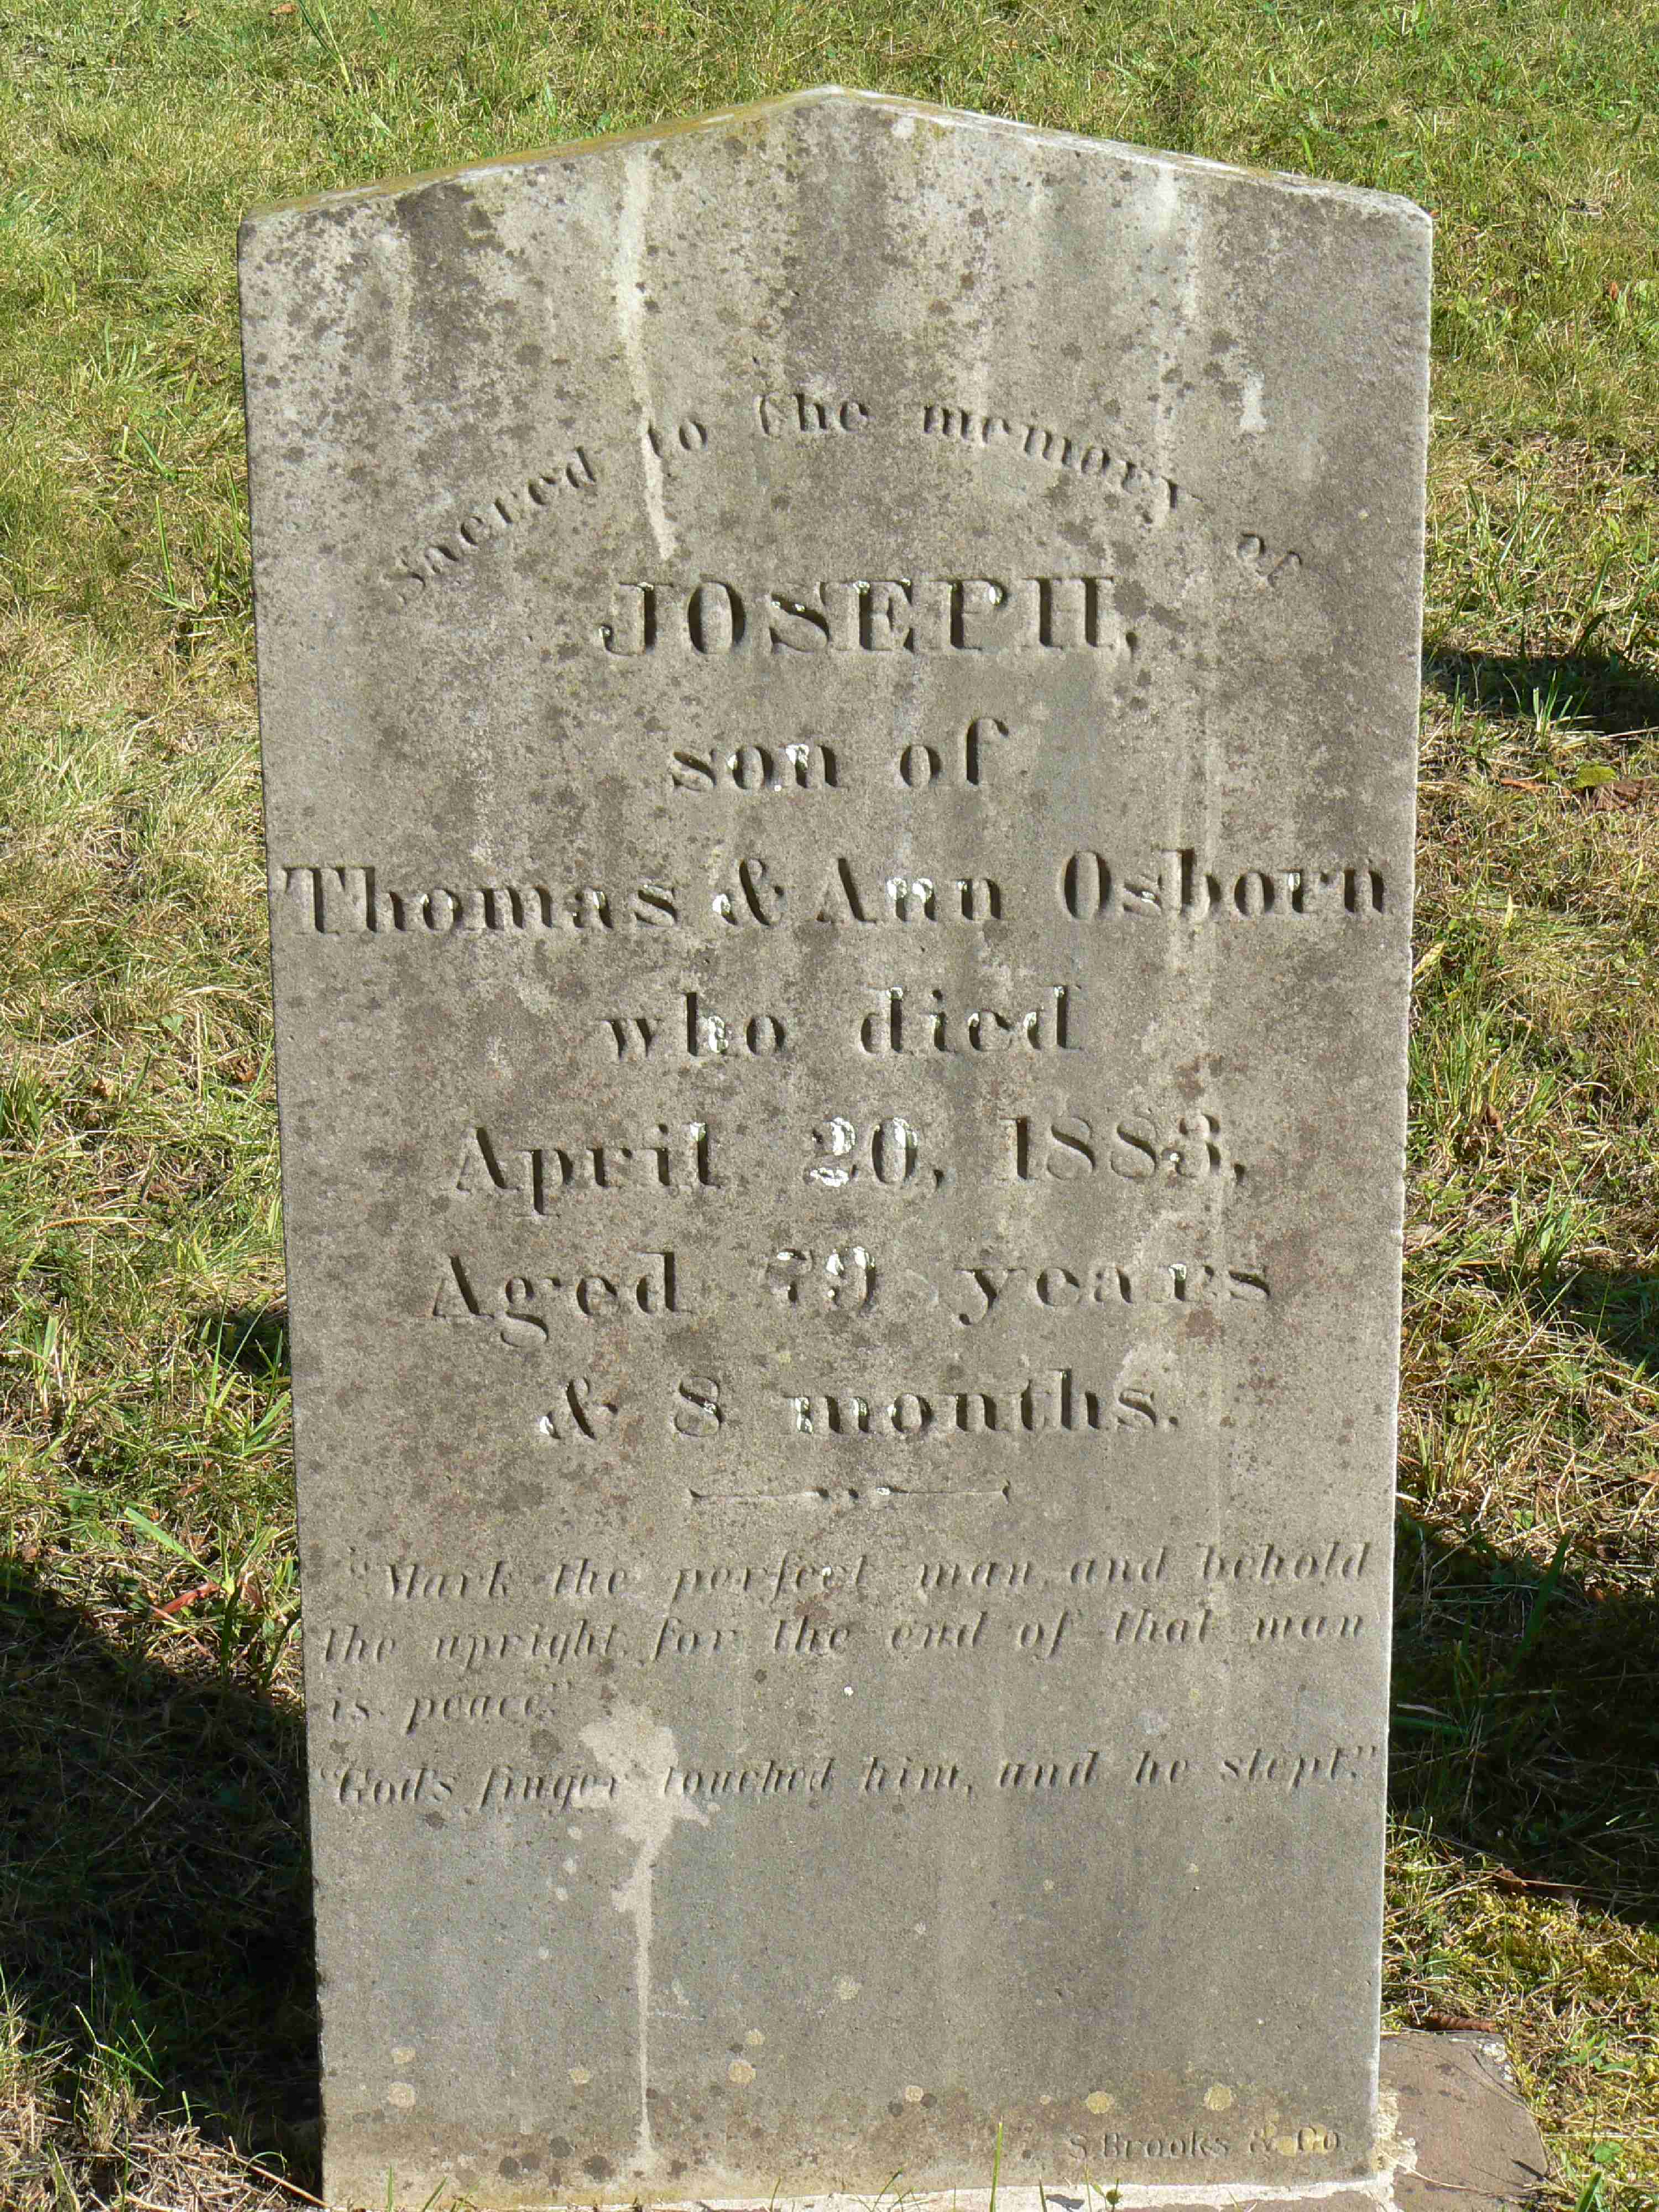 Sacred to the memory of
JOSEPH,
son of
Thomas & Ann Osborn
who died
April 20, 1883,
Aged 79 years
& 8 months.
"Mark the perfect man and behold
the upright, for the end of that man
is peace."
"God's finger touched him, and he slept."
S. Brooks & Co